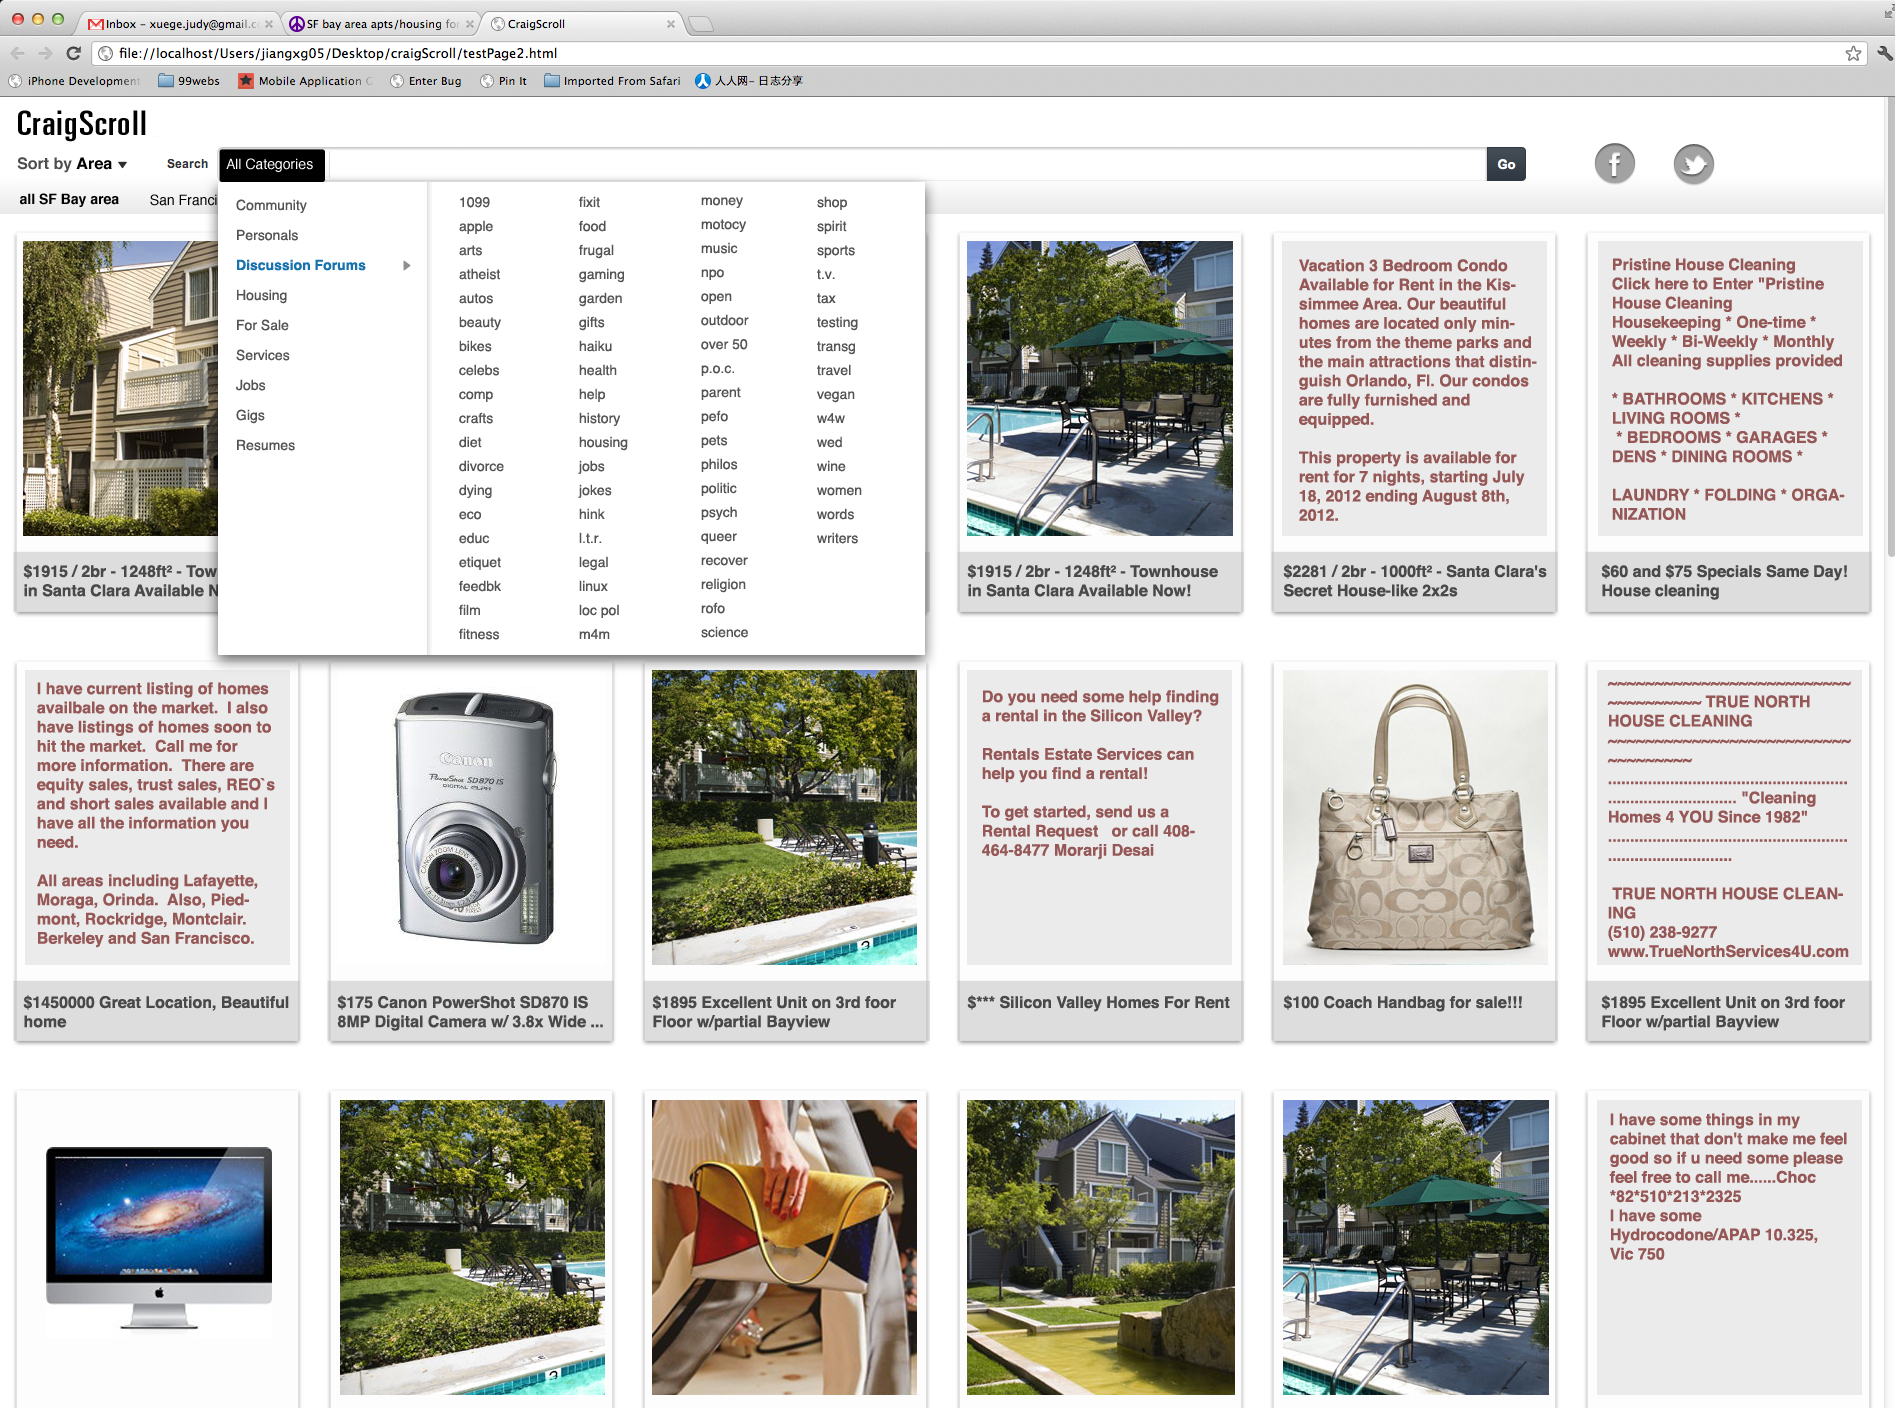 Inbox – xuege.judy@gmail.c
SF bay area apts/housing for
CraigScroll
file://localhost/Users/jiangxg05/Desktop/craigScroll/testPage2.html
iPhone Development
99webs
Mobile Application
Enter Bug
Pin It
Imported From Safari
人人网- 日志分享
CraigScroll
Sort by Area
Search
All Categories
Go
all SF Bay area
San Franci
Community
Personals
Discussion Forums
Housing
For Sale
Services
Jobs
Gigs
Resumes
1099
apple
arts
atheist
autos
beauty
bikes
celebs
comp
crafts
diet
divorce
dying
eco
educ
etiquet
feedbk
film
fitness
fixit
food
frugal
gaming
garden
gifts
haiku
health
help
history
housing
jobs
jokes
hink
l.t.r.
legal
linux
loc pol
m4m
money
motocy
music
npo
open
outdoor
over 50
p.o.c.
parent
pefo
pets
philos
politic
psych
queer
recover
religion
rofo
science
shop
spirit
sports
t.v.
tax
testing
transg
travel
vegan
w4w
wed
wine
women
words
writers
$1915 / 2br - 1248ft² - Tow
in Santa Clara Available N
$1915 / 2br - 1248ft² - Townhouse
in Santa Clara Available Now!
Vacation 3 Bedroom Condo
Available for Rent in the Kis-
simmee Area. Our beautiful
homes are located only min-
utes from the theme parks and
the main attractions that distin-
guish Orlando, Fl. Our condos
are fully furnished and
equipped.
This property is available for
rent for 7 nights, starting July
18, 2012 ending August 8th,
2012.
$2281 / 2br - 1000ft² - Santa Clara's
Secret House-like 2x2s
Pristine House Cleaning
Click here to Enter "Pristine
House Cleaning
Housekeeping * One-time *
Weekly * Bi-Weekly * Monthly
All cleaning supplies provided
* BATHROOMS * KITCHENS *
LIVING ROOMS *
* BEDROOMS * GARAGES *
DENS * DINING ROOMS *
LAUNDRY * FOLDING * ORGA-
NIZATION
$60 and $75 Specials Same Day!
House cleaning
I have current listing of homes
availbale on the market.  I also
have listings of homes soon to
hit the market.  Call me for
more information.  There are
equity sales, trust sales, REO`s
and short sales available and I
have all the information you
need.
All areas including Lafayette,
Moraga, Orinda.  Also, Pied-
mont, Rockridge, Montclair.
Berkeley and San Francisco.
$1450000 Great Location, Beautiful
home
Canon
PowerShot SD870 IS
DIGITAL ELPH
$175 Canon PowerShot SD870 IS
8MP Digital Camera w/ 3.8x Wide ...
3
$1895 Excellent Unit on 3rd foor
Floor w/partial Bayview
Do you need some help finding
a rental in the Silicon Valley?
Rentals Estate Services can
help you find a rental!
To get started, send us a
Rental Request   or call 408-
464-8477 Morarji Desai
$*** Silicon Valley Homes For Rent
$100 Coach Handbag for sale!!!
~~~~~~~~~~~~~~~~~~~~~~~~~~
~~~~~~~~~~ TRUE NORTH
HOUSE CLEANING
~~~~~~~~~~~~~~~~~~~~~~~~~~
~~~~~~~~~
............................................................
................................ "Cleaning
Homes 4 YOU Since 1982"
............................................................
...............................
TRUE NORTH HOUSE CLEAN-
ING
(510) 238-9277
www.TrueNorthServices4U.com
$1895 Excellent Unit on 3rd foor
Floor w/partial Bayview
3
I have some things in my
cabinet that don't make me feel
good so if u need some please
feel free to call me......Choc
*82*510*213*2325
I have some
Hydrocodone/APAP 10.325,
Vic 750